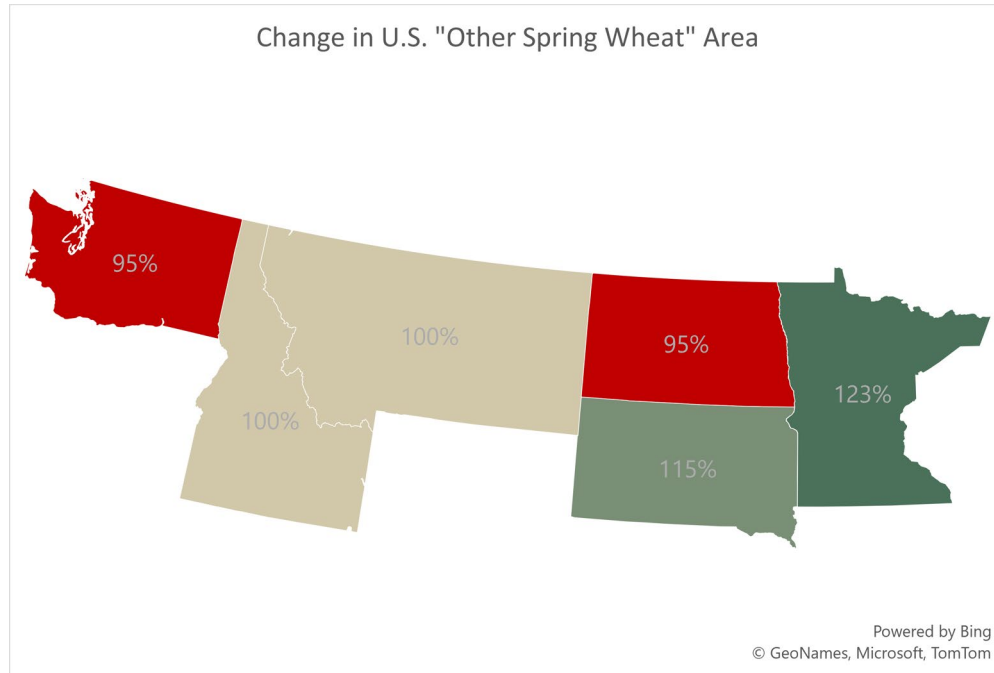 Change in U.S. "Other Spring Wheat" Area
95%
100%
95%
123%
100%
115%
Powered by Bing
© GeoNames, Microsoft, TomTom